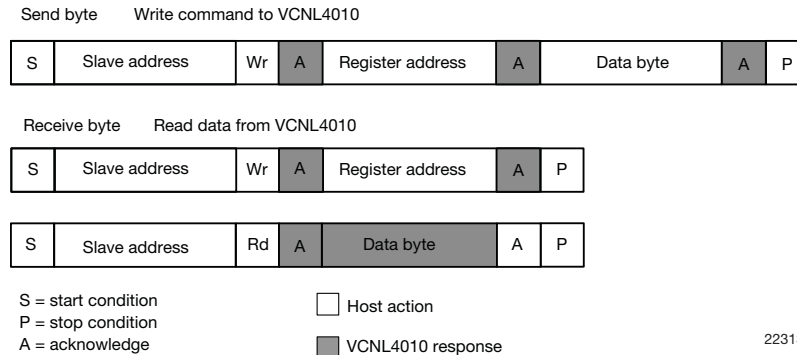 Send byte Write command to VCNL4010
S Slave address Wr A Register address A Data byte A P
Receive byte Read data from VCNL4010
S Slave address Wr A Register address A P
S Slave address Rd A Data byte A P
S = start condition
P = stop condition
A = acknowledge
Host action
VCNL4010 response